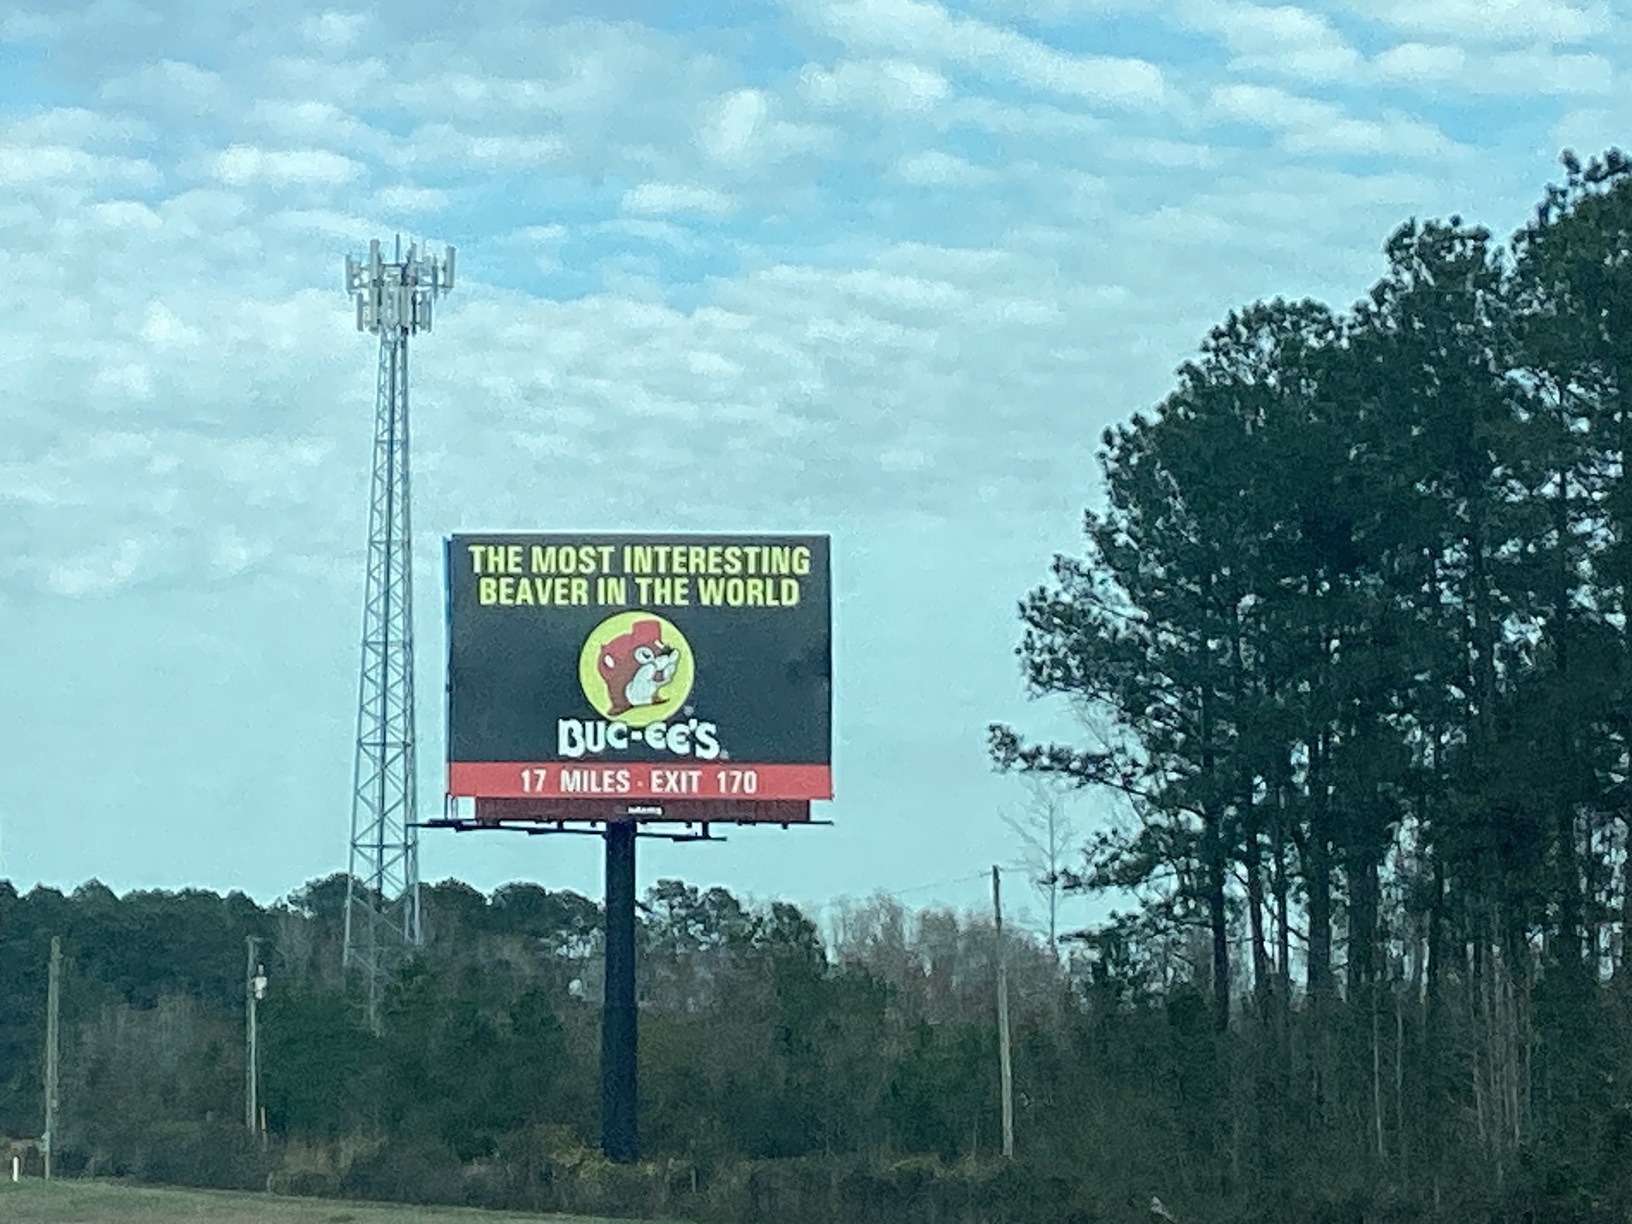 THE MOST INTERESTING
BEAVER IN THE WORLD
BUC-EE'S
17 MILES · EXIT 170